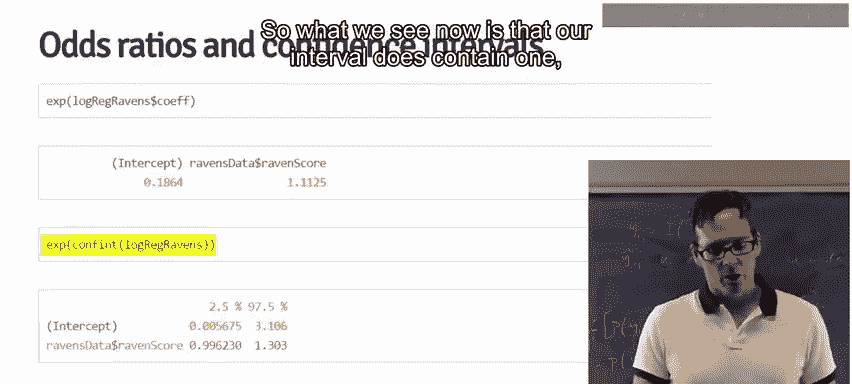 Odds ratios and confidence intervals
So what we see now is that our
interval does contain one,
exp(logRegRavens$coeff)
(Intercept) ravensData$ravenScore
0.1864 1.1125
exp(confint(logRegRavens))
2.5 % 97.5 %
(Intercept) 0.005675 3.106
ravensData$ravenScore 0.996230 1.303